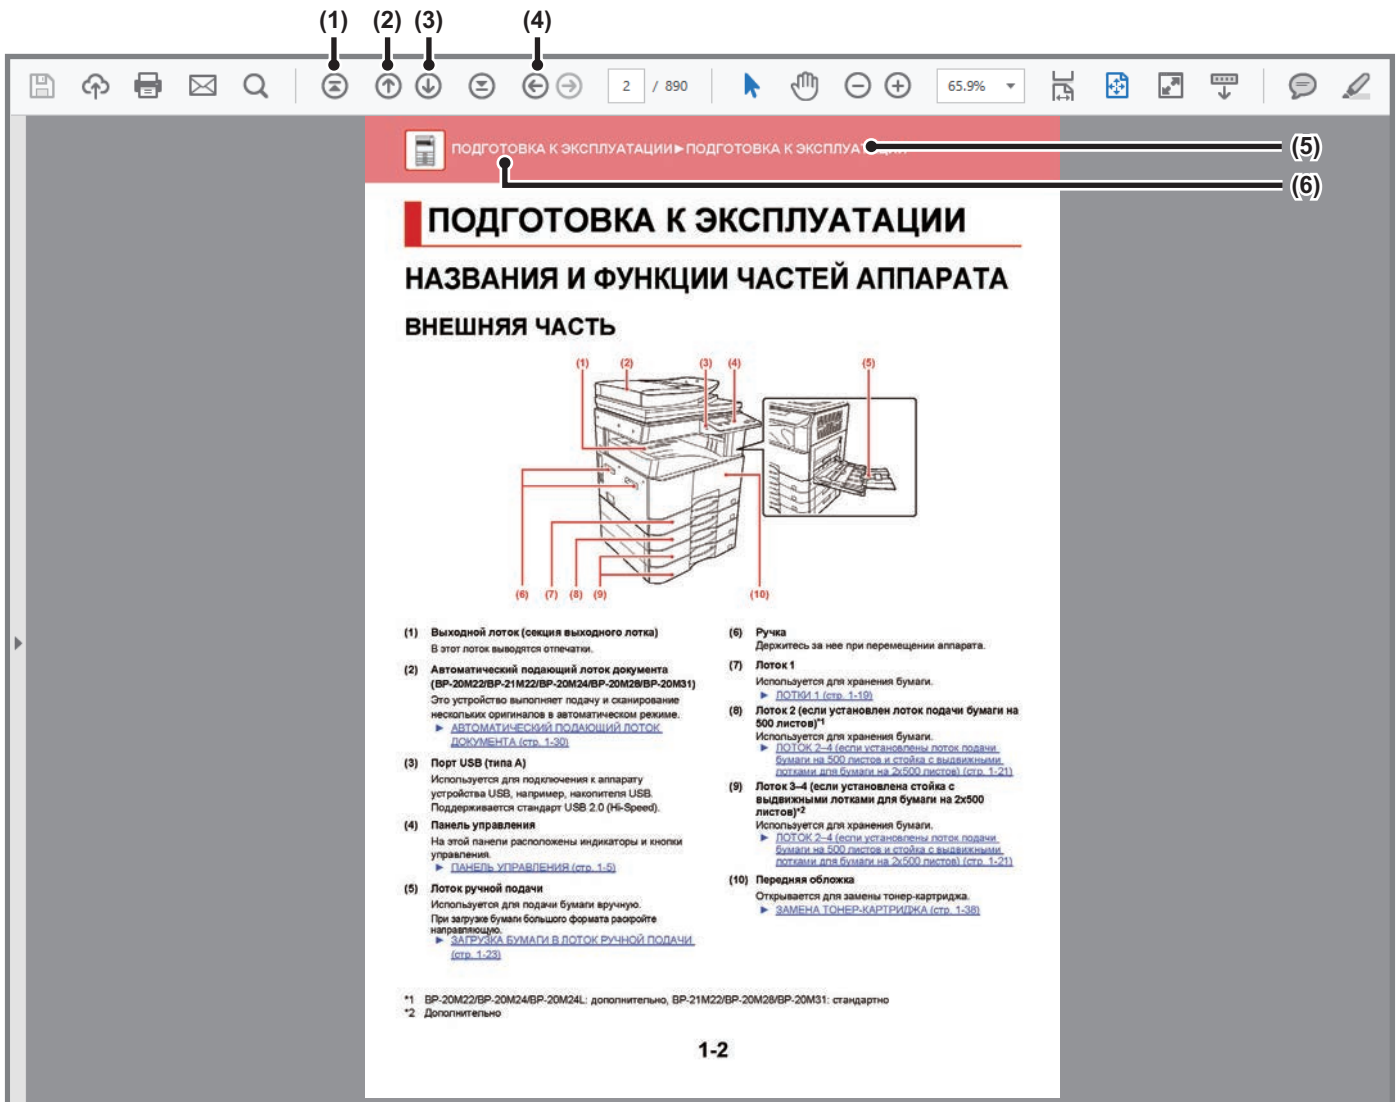 (1) (2) (3) (4)
2 / 890 65.9%
ПОДГОТОВКА К ЭКСПЛУАТАЦИИ►ПОДГОТОВКА К ЭКСПЛУАТАЦИИ
(5)
(6)
ПОДГОТОВКА К ЭКСПЛУАТАЦИИ
НАЗВАНИЯ И ФУНКЦИИ ЧАСТЕЙ АППАРАТА
ВНЕШНЯЯ ЧАСТЬ
(1) (2) (3) (4) (5)
(6) (7) (8) (9) (10)
(1) Выходной лоток (секция выходного лотка)
В этот лоток выводятся отпечатки.
(2) Автоматический подающий лоток документа
(BP-20M22/BP-21M22/BP-20M24/BP-20M28/BP-20M31)
Это устройство выполняет подачу и сканирование
нескольких оригиналов в автоматическом режиме.
► АВТОМАТИЧЕСКИЙ ПОДАЮЩИЙ ЛОТОК
ДОКУМЕНТА (стр. 1-30)
(3) Порт USB (типа A)
Используется для подключения к аппарату
устройства USB, например, накопителя USB.
Поддерживается стандарт USB 2.0 (Hi-Speed).
(4) Панель управления
На этой панели расположены индикаторы и кнопки
управления.
► ПАНЕЛЬ УПРАВЛЕНИЯ (стр. 1-5)
(5) Лоток ручной подачи
Используется для подачи бумаги вручную.
При загрузке бумаги большого формата раскройте
направляющую.
► ЗАГРУЗКА БУМАГИ В ЛОТОК РУЧНОЙ ПОДАЧИ
(стр. 1-23)
(6) Ручка
Держитесь за нее при перемещении аппарата.
(7) Лоток 1
Используется для хранения бумаги.
► ЛОТКИ 1 (стр. 1-19)
(8) Лоток 2 (если установлен лоток подачи бумаги на
500 листов)*1
Используется для хранения бумаги.
► ЛОТОК 2–4 (если установлены лоток подачи
бумаги на 500 листов и стойка с выдвижными
лотками для бумаги на 2x500 листов) (стр. 1-21)
(9) Лоток 3–4 (если установлена стойка с
выдвижными лотками для бумаги на 2x500
листов)*2
Используется для хранения бумаги.
► ЛОТОК 2–4 (если установлены лоток подачи
бумаги на 500 листов и стойка с выдвижными
лотками для бумаги на 2x500 листов) (стр. 1-21)
(10) Передняя обложка
Открывается для замены тонер-картриджа.
► ЗАМЕНА ТОНЕР-КАРТРИДЖА (стр. 1-38)
*1 BP-20M22/BP-20M24/BP-20M24L: дополнительно, BP-21M22/BP-20M28/BP-20M31: стандартно
*2 Дополнительно
1-2